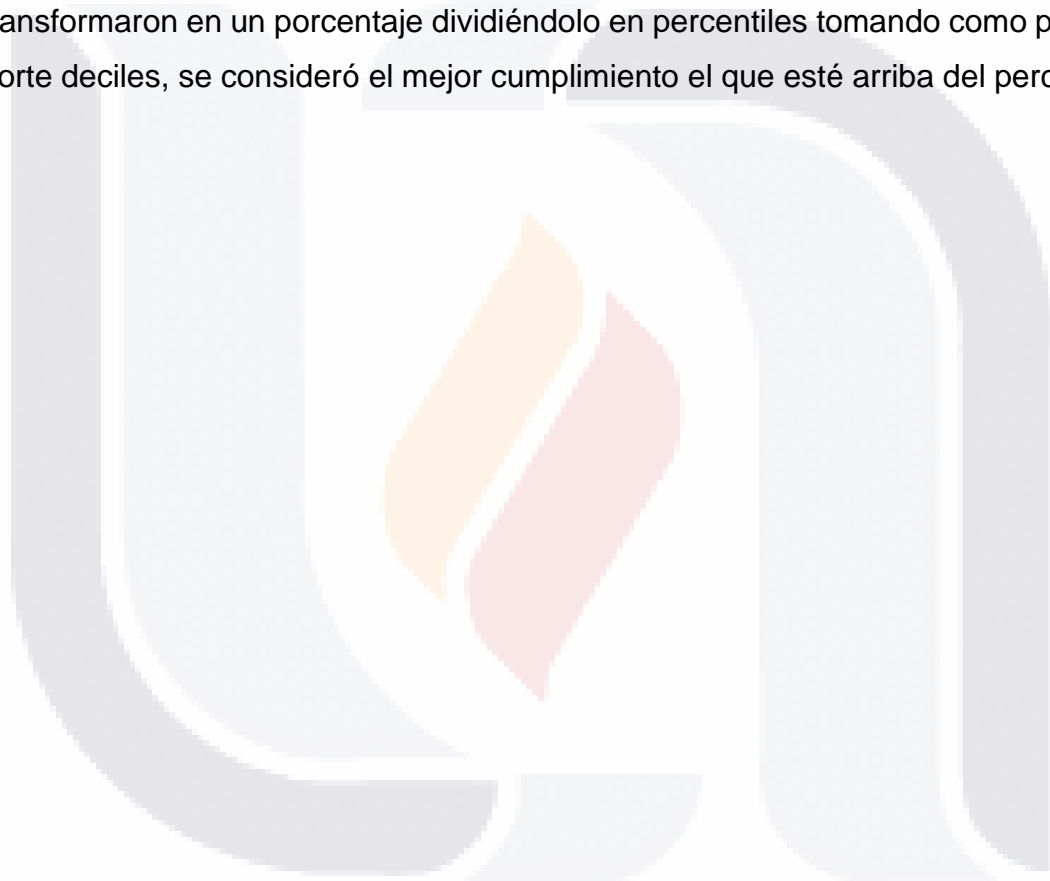 ansformaron en un porcentaje dividiéndolo en percentiles tomando como p
orte deciles, se consideró el mejor cumplimiento el que esté arriba del perc